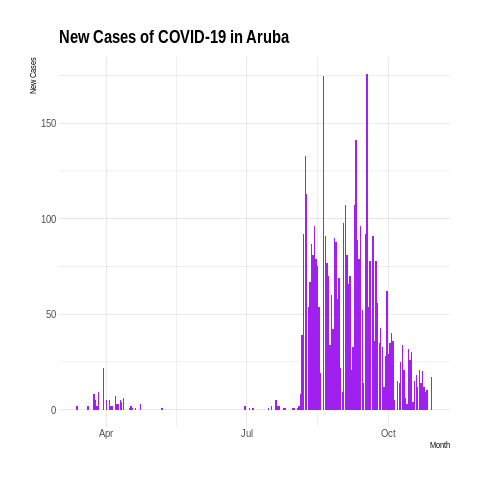 New Cases of COVID-19 in Aruba
New Cases
150
100
50
0
Apr
Jul
Oct
Month